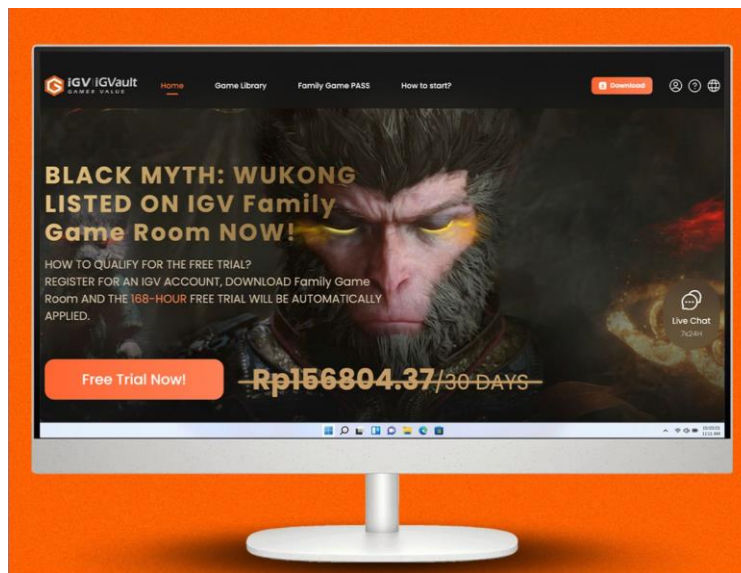 iGV iGVault
GAMER VALUE
Home
Game Library
Family Game PASS
How to start?
Download
BLACK MYTH: WUKONG
LISTED ON IGV Family
Game Room NOW!
HOW TO QUALIFY FOR THE FREE TRIAL?
REGISTER FOR AN IGV ACCOUNT, DOWNLOAD Family Game
Room AND THE 168-HOUR FREE TRIAL WILL BE AUTOMATICALLY
APPLIED.
Live Chat
7x24H
Free Trial Now!
Rp156804.37/30 DAYS